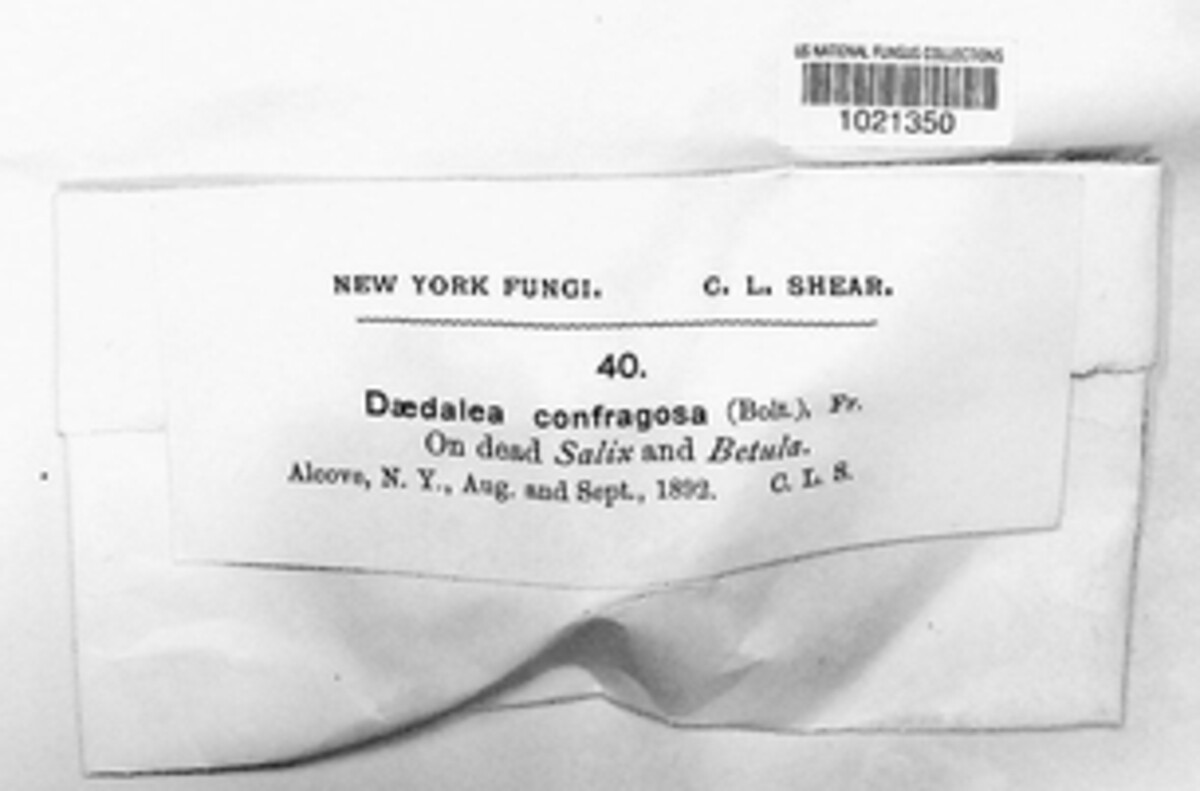 US NATIONAL FUNGUS COLLECTIONS
1021350
NEW YORK FUNGI. C. L. SHEAR.
40.
Dædalea confragosa (Bolt.), Fr.
On dead Salix and Betula.
Alcove, N. Y., Aug. and Sept., 1892. C. L. S.